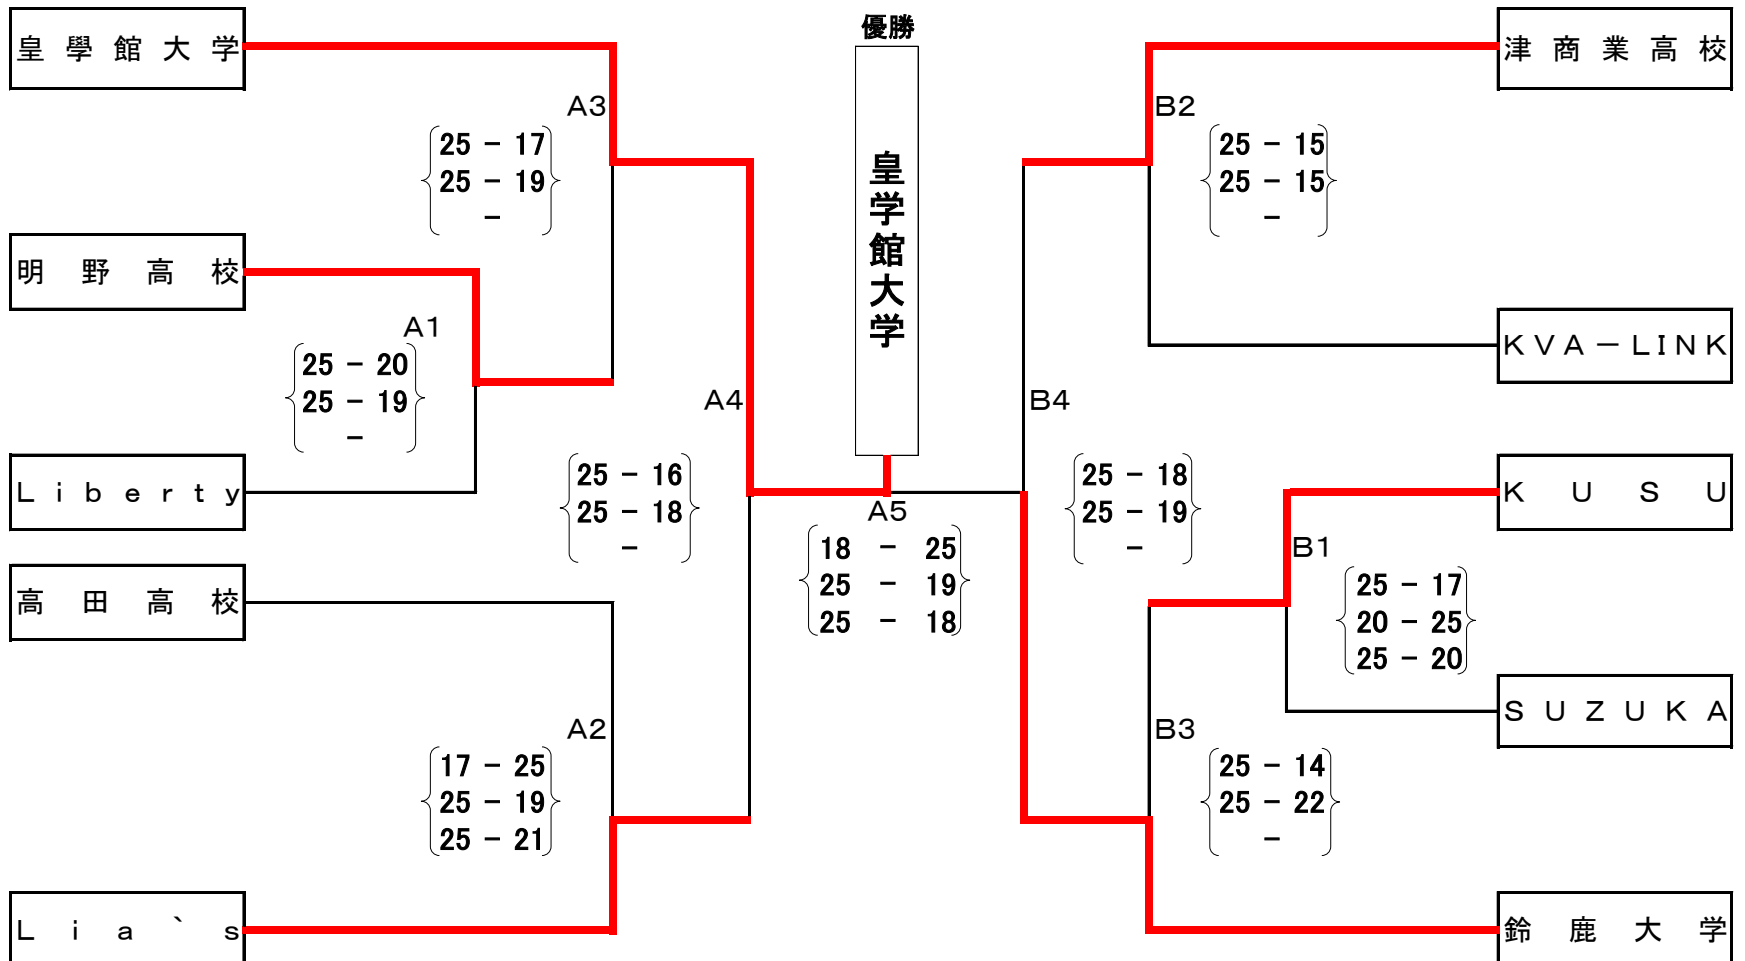 優勝
皇學館大学
津商業高校
A3
B2
25 - 17
25 - 19
-
25 - 15
25 - 15
-
皇学館大学
明野高校
A1
25 - 20
25 - 19
-
KVA－LINK
A4
B4
Liberty
25 - 16
25 - 18
-
25 - 18
25 - 19
-
KUSU
A5
18 - 25
25 - 19
25 - 18
B1
25 - 17
20 - 25
25 - 20
高田高校
A2
17 - 25
25 - 19
25 - 21
B3
25 - 14
25 - 22
-
SUZUKA
Lia`s
鈴鹿大学